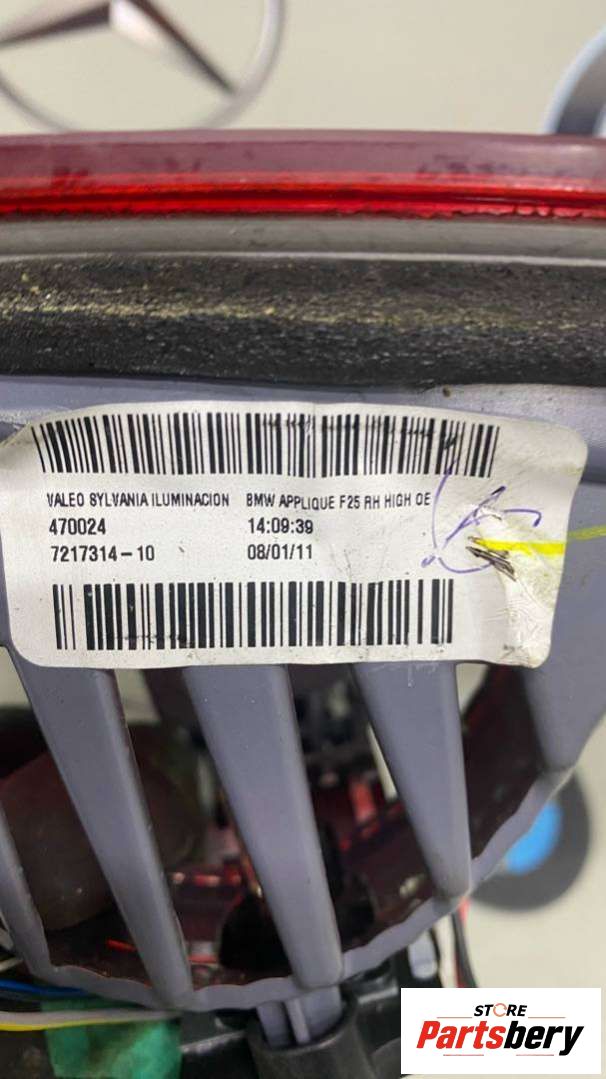 VALEO SYLVANIA ILUMINACION BMW APPLIQUE F25 RH HIGH OE
470024 14:09:39
7217314-10 08/01/11
STORE
Partsbery